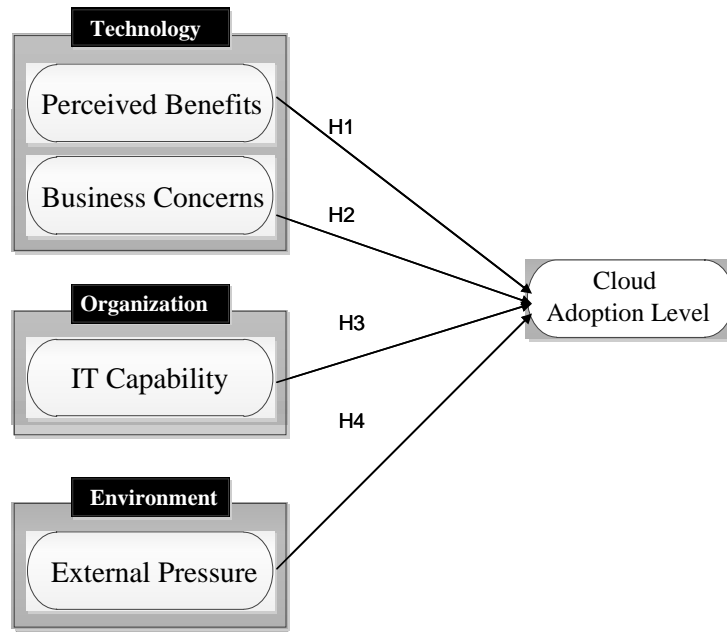 Technology
Perceived Benefits
H1
Business Concerns
H2
Cloud
Adoption Level
Organization
H3
IT Capability
H4
Environment
External Pressure